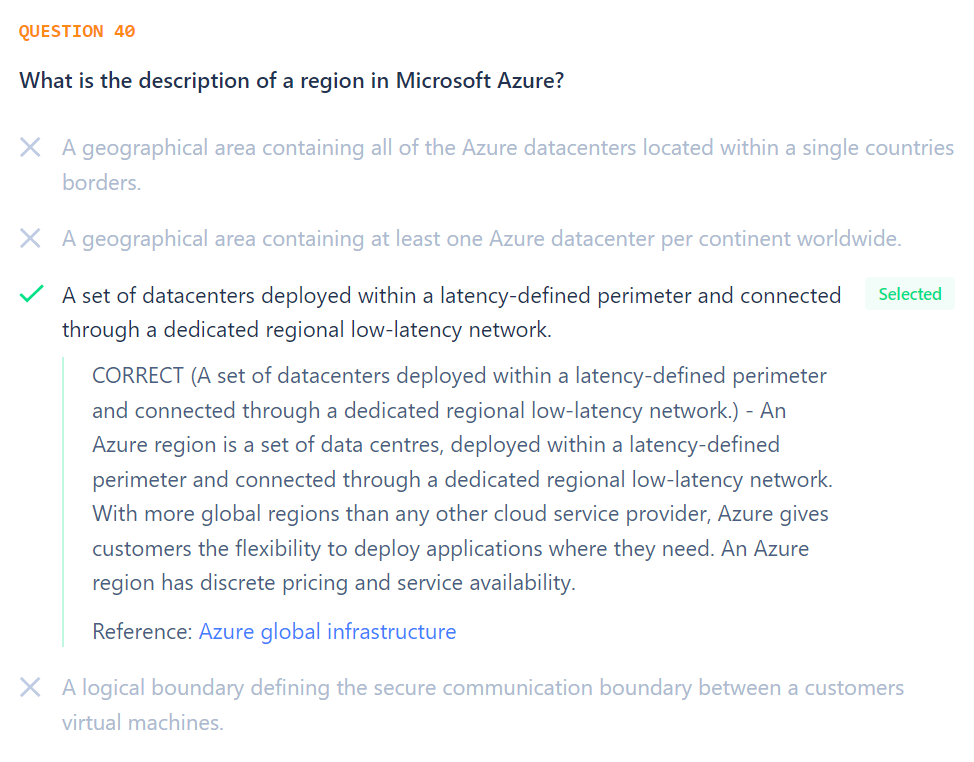 QUESTION 40
What is the description of a region in Microsoft Azure?
A geographical area containing all of the Azure datacenters located within a single countries
borders.
A geographical area containing at least one Azure datacenter per continent worldwide.
A set of datacenters deployed within a latency-defined perimeter and connected
Selected
through a dedicated regional low-latency network.
CORRECT (A set of datacenters deployed within a latency-defined perimeter
and connected through a dedicated regional low-latency network.) - An
Azure region is a set of data centres, deployed within a latency-defined
perimeter and connected through a dedicated regional low-latency network.
With more global regions than any other cloud service provider, Azure gives
customers the flexibility to deploy applications where they need. An Azure
region has discrete pricing and service availability.
Reference: Azure global infrastructure
A logical boundary defining the secure communication boundary between a customers
virtual machines.